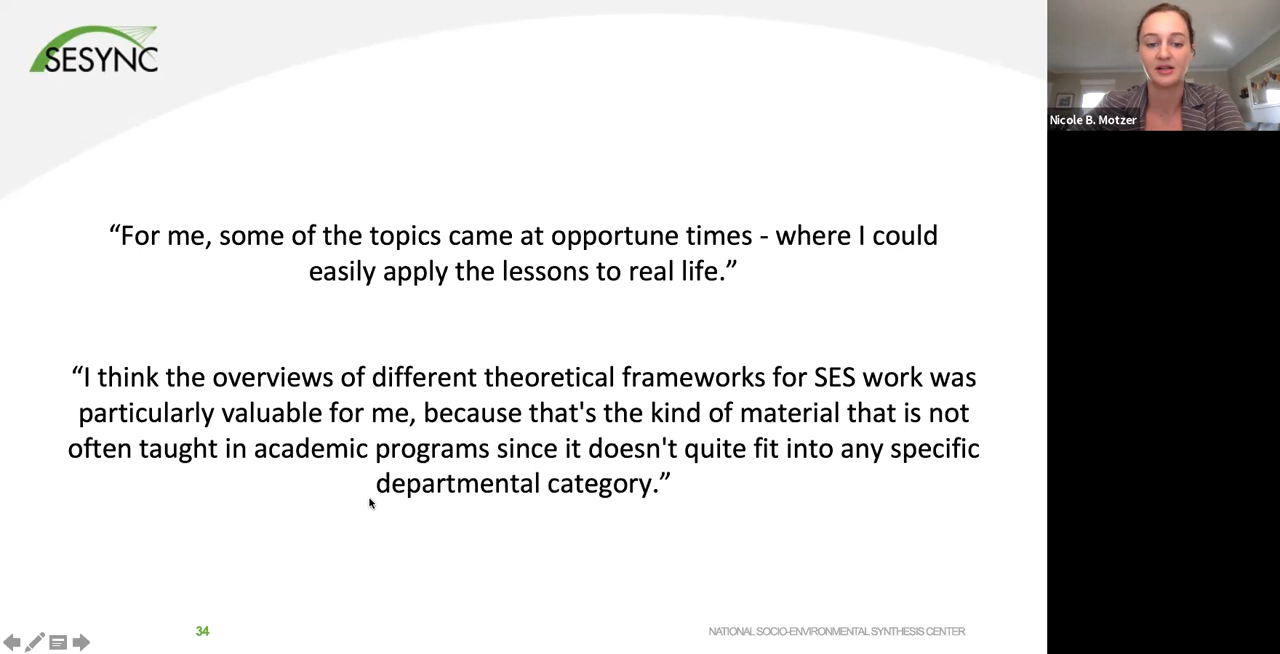 SESYNC
Nicole B. Motzer
“For me, some of the topics came at opportune times - where I could
easily apply the lessons to real life.”
“I think the overviews of different theoretical frameworks for SES work was
particularly valuable for me, because that's the kind of material that is not
often taught in academic programs since it doesn't quite fit into any specific
departmental category.”
34
NATIONAL SOCIO-ENVIRONMENTAL SYNTHESIS CENTER